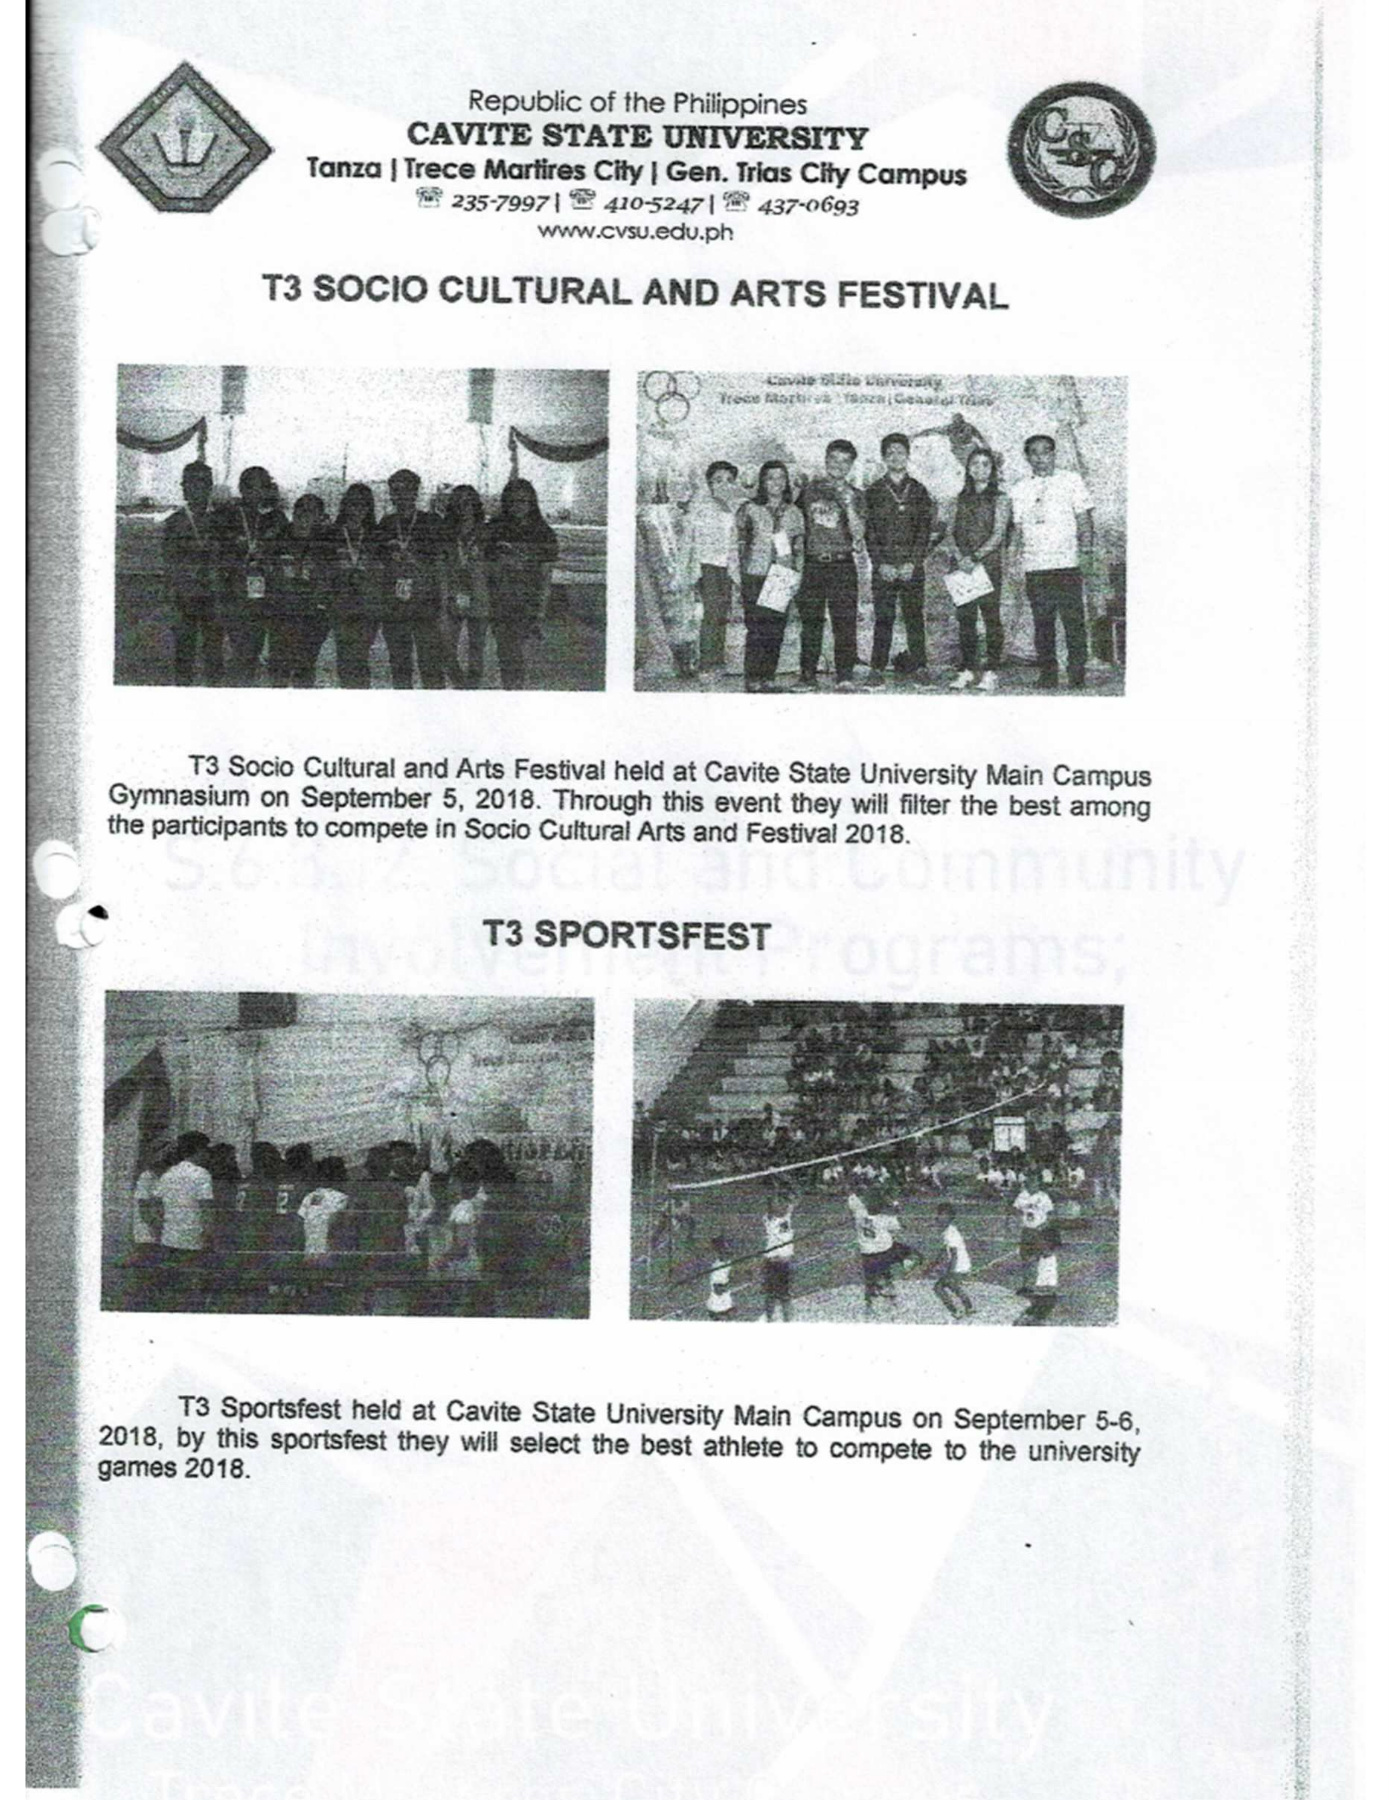 Republic of the Philippines
CAVITE STATE UNIVERSITY
Tanza | Trece Martires City | Gen. Trias City Campus
☏ 235-7997 | ☏ 410-5247 | ☏ 437-0693
www.cvsu.edu.ph
CSC
T3 SOCIO CULTURAL AND ARTS FESTIVAL
Cavite State University
Trece Martires | Tanza | General Trias
T3 Socio Cultural and Arts Festival held at Cavite State University Main Campus
Gymnasium on September 5, 2018. Through this event they will filter the best among
the participants to compete in Socio Cultural Arts and Festival 2018.
5.6.3.12. Social and Community
Involvement Programs;
T3 SPORTSFEST
T3 Sportsfest held at Cavite State University Main Campus on September 5-6,
2018, by this sportsfest they will select the best athlete to compete to the university
games 2018.
Cavite State University